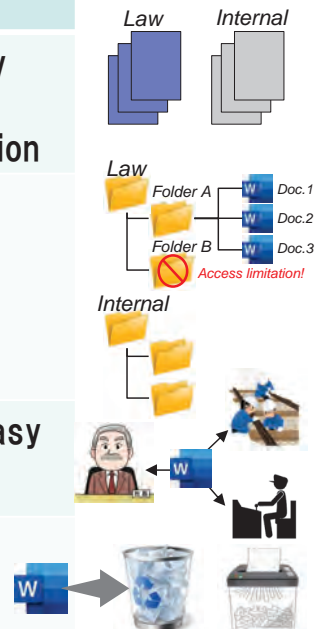 Law Internal
ion
Law
Folder A
W Doc.1
W Doc.2
Folder B
W Doc.3
Access limitation!
Internal
asy
W
W